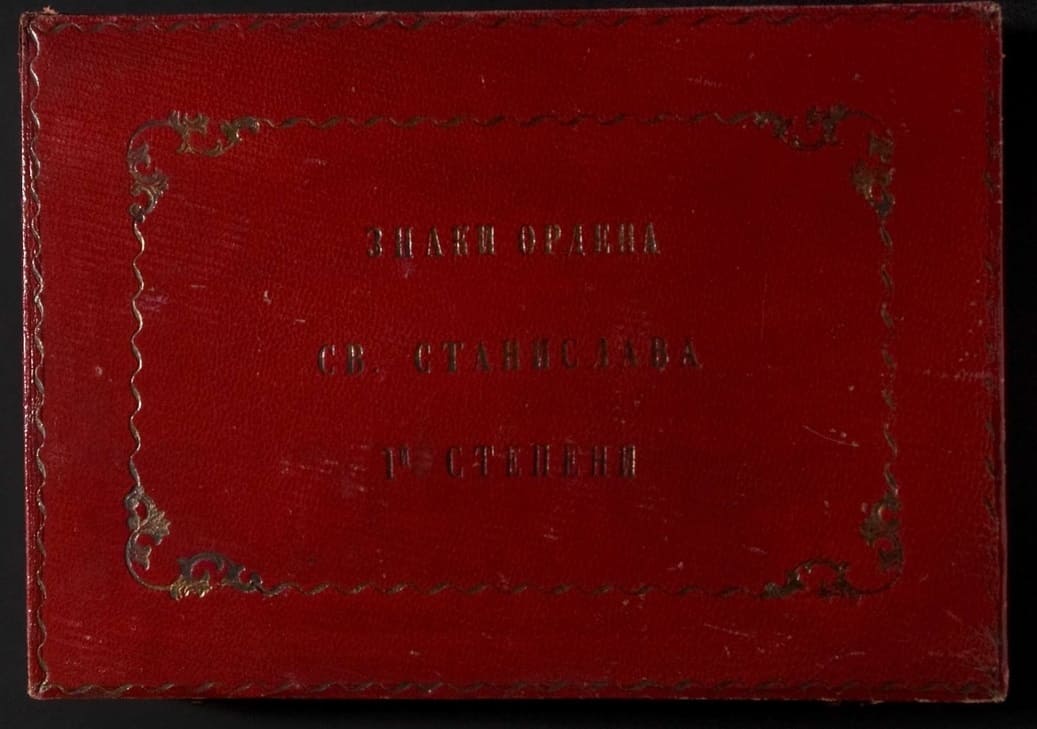 ЗНАКИ ОРДЕНА
СВ. СТАНИСЛАВА
1й СТЕПЕНИ